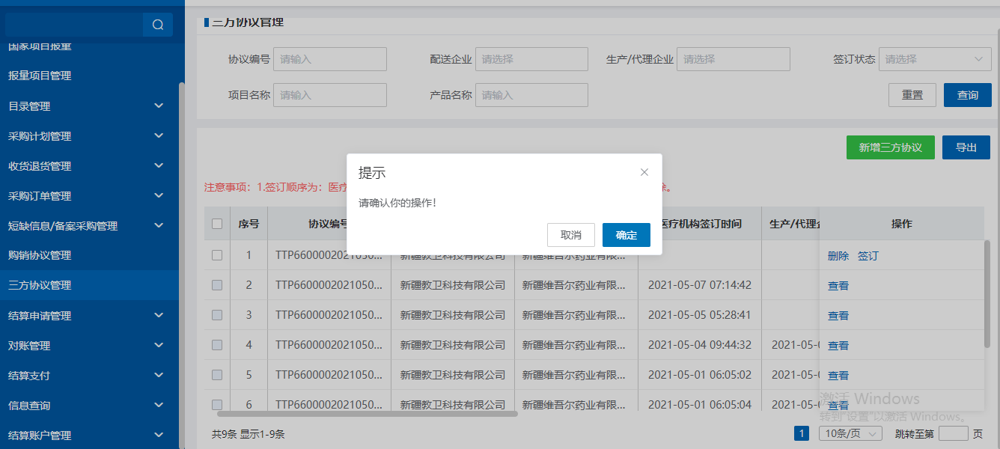 国家项目报量
报量项目管理
目录管理
采购计划管理
收货退货管理
采购订单管理
短缺信息/备案采购管理
购销协议管理
三方协议管理
结算申请管理
对账管理
结算支付
信息查询
结算账户管理
三方协议管理
协议编号 请输入 配送企业 请选择 生产/代理企业 请选择 签订状态 请选择
项目名称 请输入 产品名称 请输入 重置 查询
新增三方协议 导出
注意事项：1.签订顺序为：医疗
除。
提示
请确认你的操作！
取消 确定
序号 协议编号 医疗机构签订时间 生产/代理企 操作
1 TTP6600002021050... 新疆教卫科技有限公司 新疆维吾尔药业有限... 删除 签订
2 TTP6600002021050... 新疆教卫科技有限公司 新疆维吾尔药业有限... 2021-05-07 07:14:42 查看
3 TTP6600002021050... 新疆教卫科技有限公司 新疆维吾尔药业有限... 2021-05-05 05:28:41 查看
4 TTP6600002021050... 新疆教卫科技有限公司 新疆维吾尔药业有限... 2021-05-04 09:44:32 2021-05-0 查看
5 TTP6600002021050... 新疆教卫科技有限公司 新疆维吾尔药业有限... 2021-05-01 06:05:02 2021-05-0 查看
6 TTP6600002021050... 新疆教卫科技有限公司 新疆维吾尔药业有限... 2021-05-01 06:05:04 2021-05-0 查看
激活 Windows
转到"设置"以激活 Windows。
共9条 显示1-9条 1 10条/页 跳转至第 页